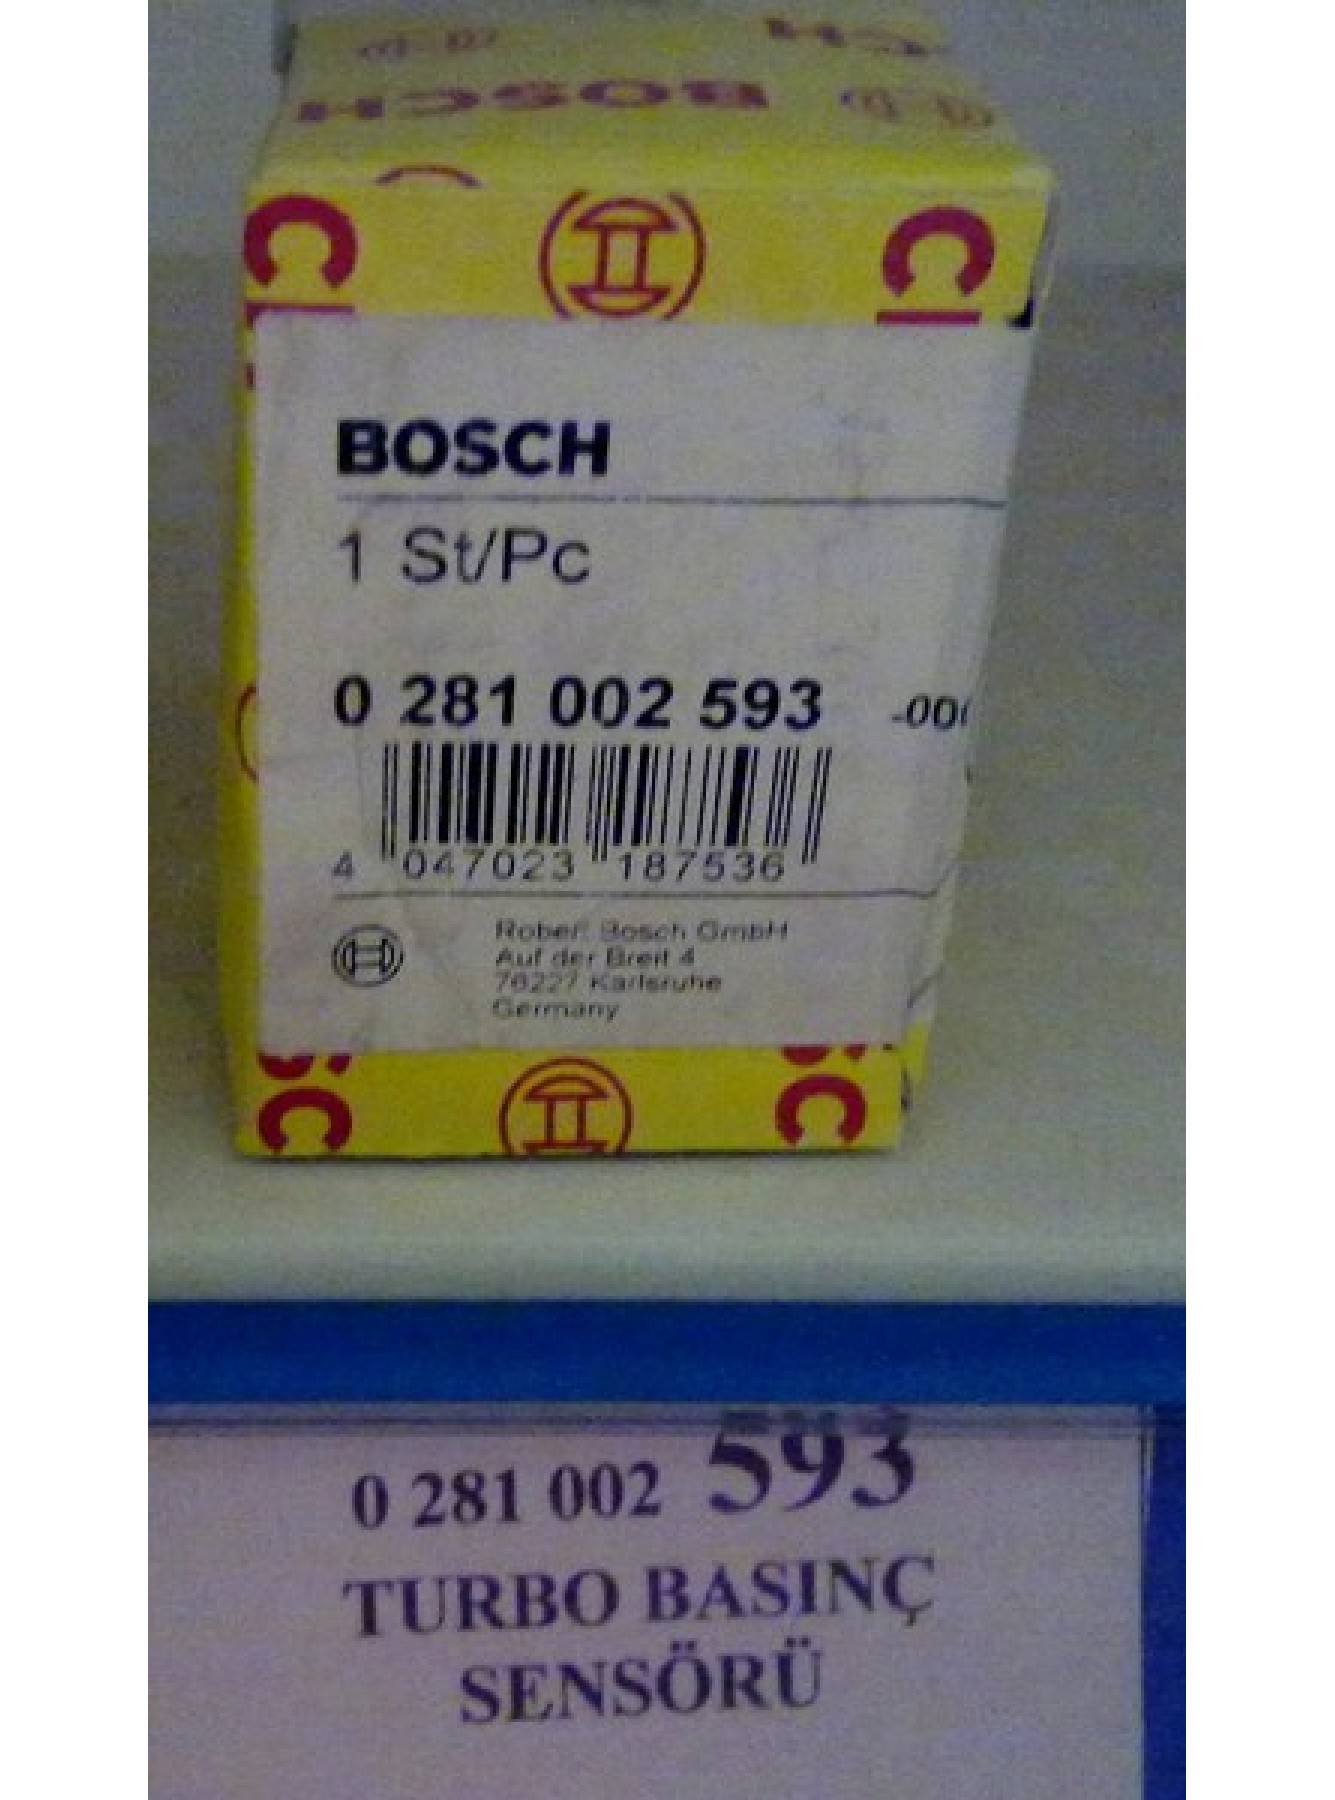 BOSCH
BOSCH
1 St/Pc
0 281 002 593 -00
4 047023 187536
Robert Bosch GmbH
Auf der Breit 4
76227 Karlsruhe
Germany
0 281 002 593
TURBO BASINÇ
SENSÖRÜ